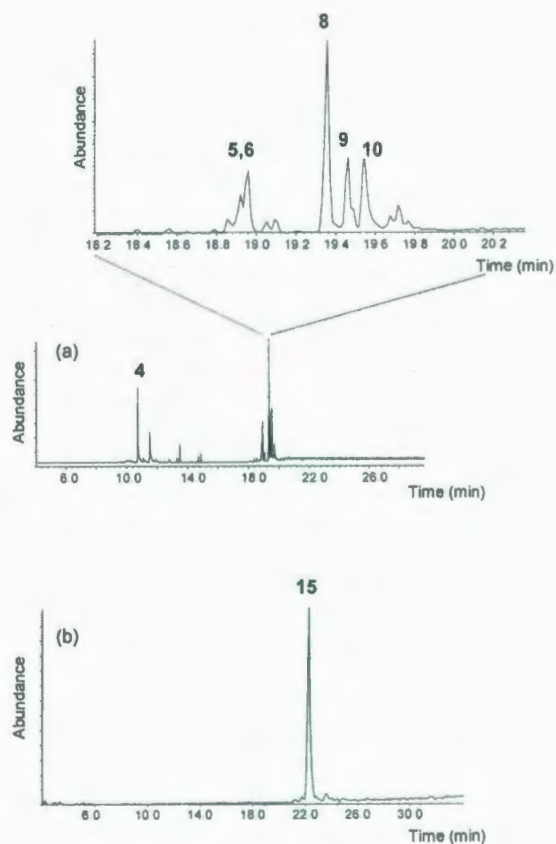 8
5,6
9
10
Abundance
18.2 18.4 18.6 18.8 19.0 19.2 19.4 19.6 19.8 20.0 20.2
Time (min)
(a)
4
Abundance
6.0 10.0 14.0 18.0 22.0 26.0
Time (min)
15
(b)
Abundance
6.0 10.0 14.0 18.0 22.0 26.0 30.0
Time (min)